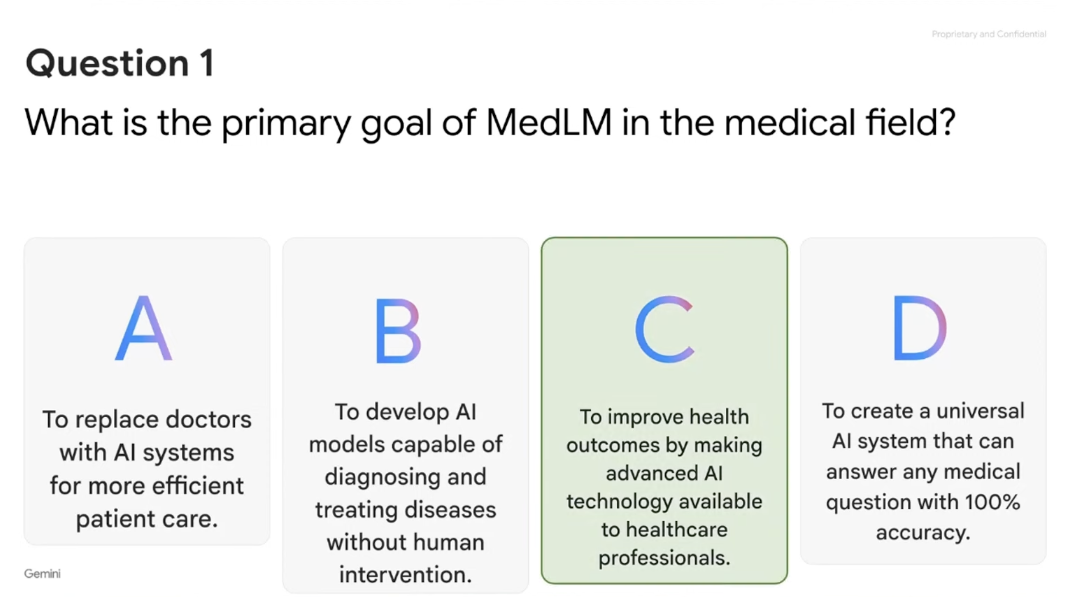 Proprietary and Confidential
Question 1
What is the primary goal of MedLM in the medical field?
A
To replace doctors
with AI systems
for more efficient
patient care.
B
To develop AI
models capable of
diagnosing and
treating diseases
without human
intervention.
C
To improve health
outcomes by making
advanced AI
technology available
to healthcare
professionals.
D
To create a universal
AI system that can
answer any medical
question with 100%
accuracy.
Gemini